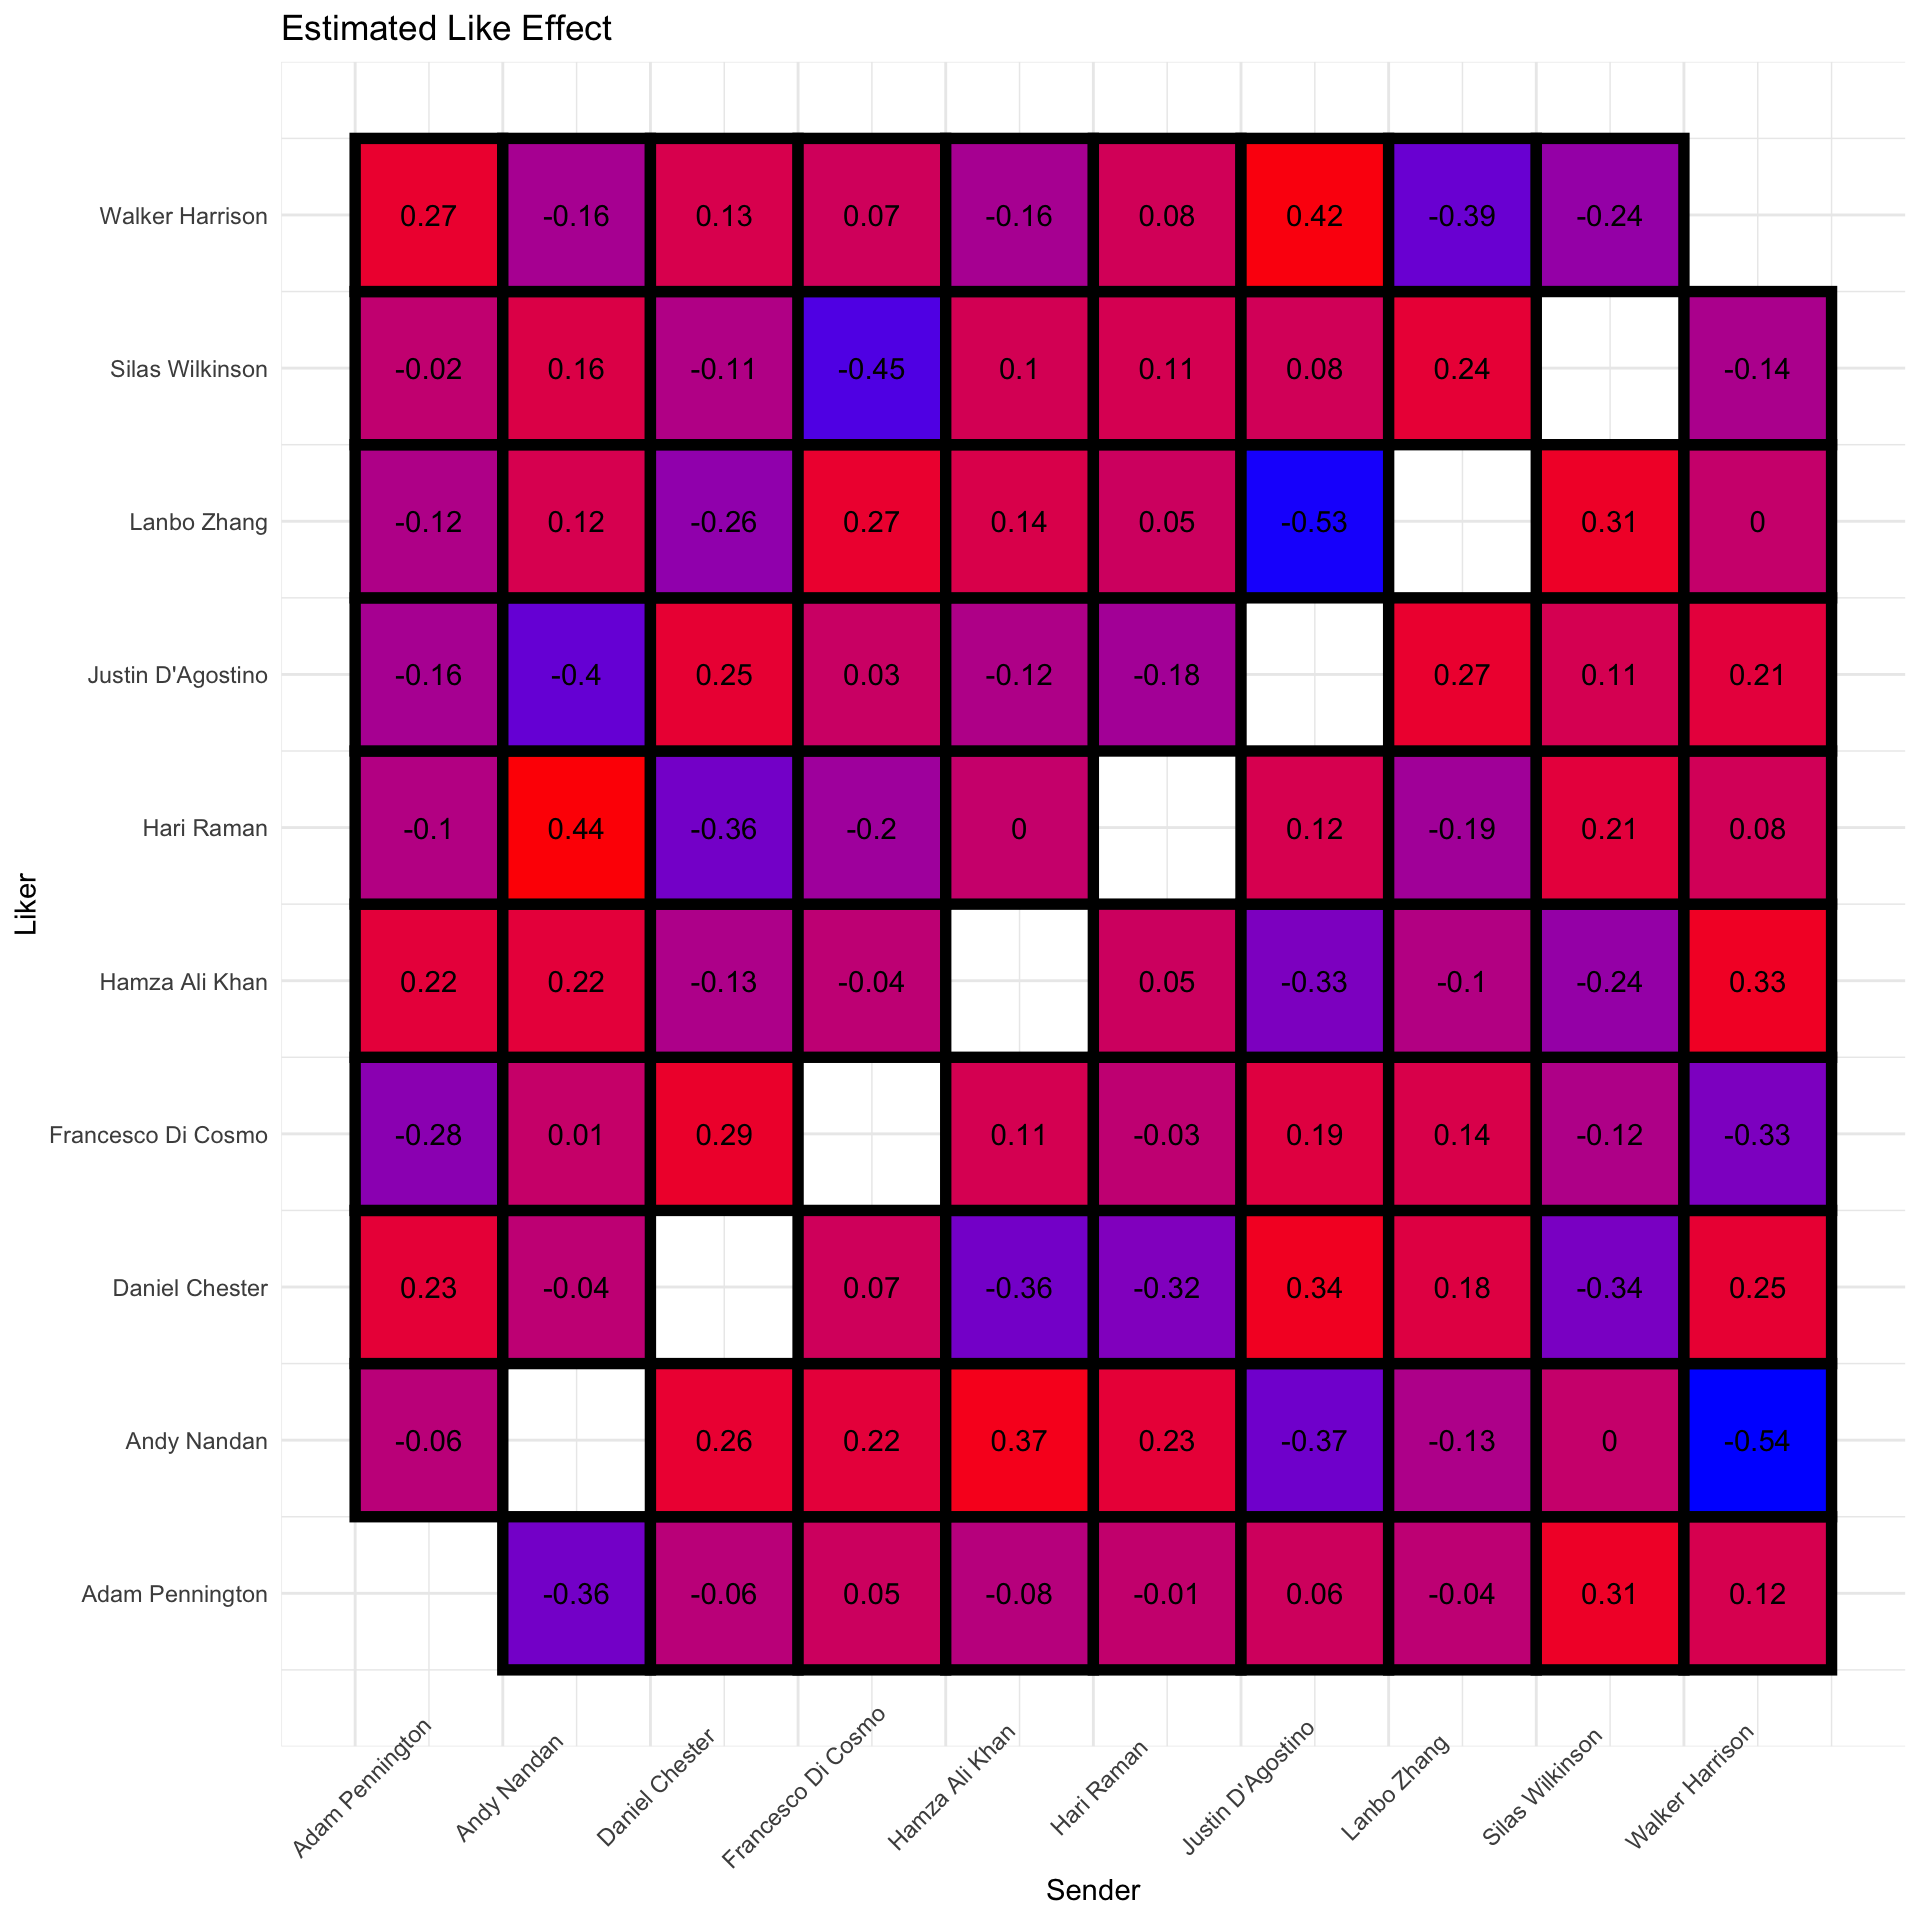 Estimated Like Effect
Walker Harrison 0.27 -0.16 0.13 0.07 -0.16 0.08 0.42 -0.39 -0.24
Silas Wilkinson -0.02 0.16 -0.11 -0.45 0.1 0.11 0.08 0.24 -0.14
Lanbo Zhang -0.12 0.12 -0.26 0.27 0.14 0.05 -0.53 0.31 0
Justin D'Agostino -0.16 -0.4 0.25 0.03 -0.12 -0.18 0.27 0.11 0.21
Hari Raman -0.1 0.44 -0.36 -0.2 0 0.12 -0.19 0.21 0.08
Liker
Hamza Ali Khan 0.22 0.22 -0.13 -0.04 0.05 -0.33 -0.1 -0.24 0.33
Francesco Di Cosmo -0.28 0.01 0.29 0.11 -0.03 0.19 0.14 -0.12 -0.33
Daniel Chester 0.23 -0.04 0.07 -0.36 -0.32 0.34 0.18 -0.34 0.25
Andy Nandan -0.06 0.26 0.22 0.37 0.23 -0.37 -0.13 0 -0.54
Adam Pennington -0.36 -0.06 0.05 -0.08 -0.01 0.06 -0.04 0.31 0.12
Adam Pennington
Andy Nandan
Daniel Chester
Francesco Di Cosmo
Hamza Ali Khan
Hari Raman
Justin D'Agostino
Lanbo Zhang
Silas Wilkinson
Walker Harrison
Sender